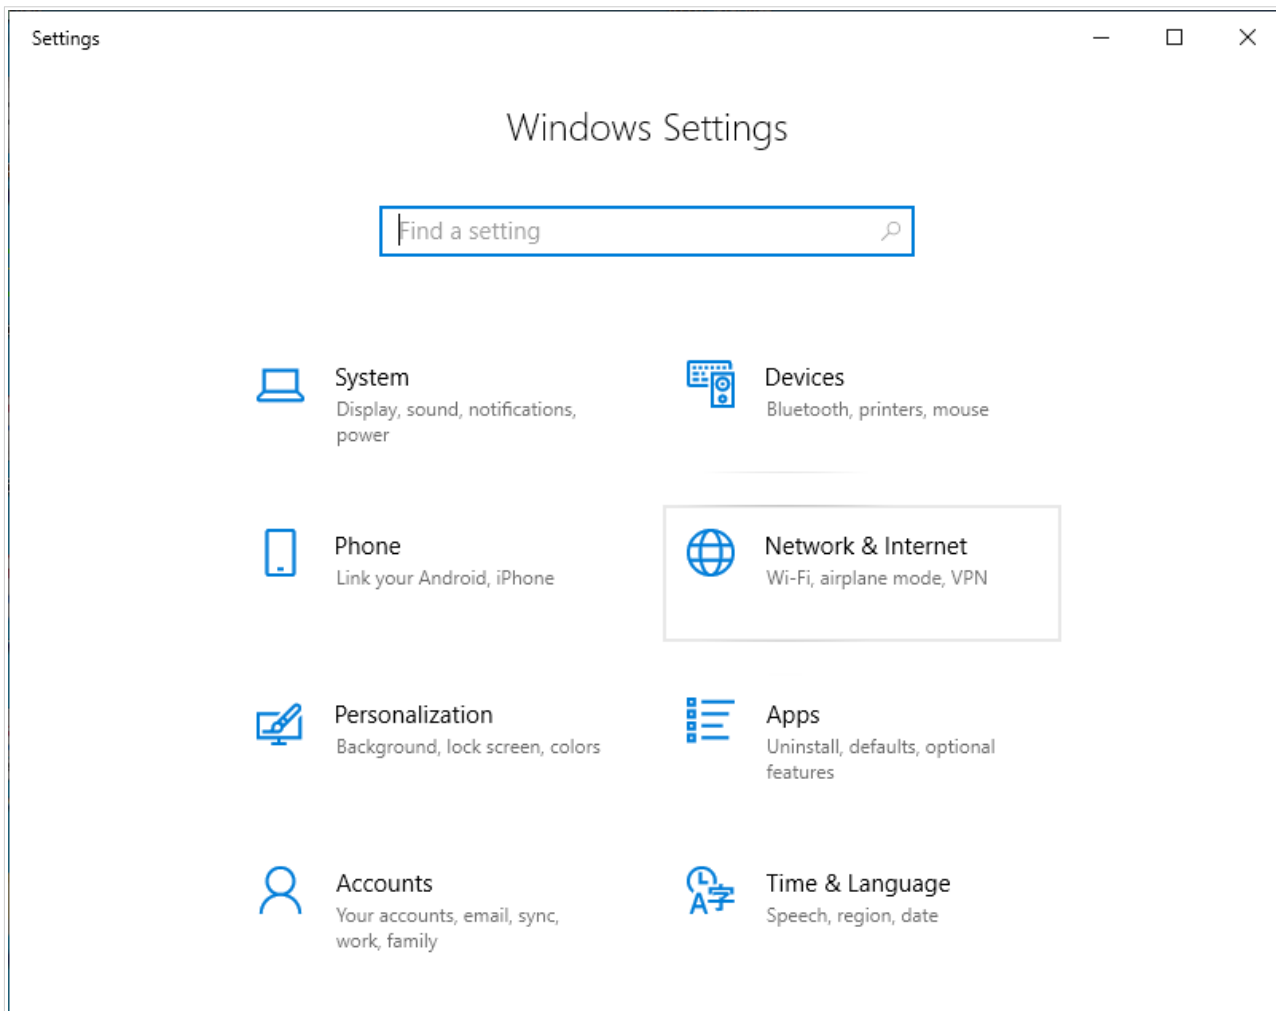 Settings
Windows Settings
Find a setting
System
Display, sound, notifications,
power
Devices
Bluetooth, printers, mouse
Phone
Link your Android, iPhone
Network & Internet
Wi-Fi, airplane mode, VPN
Personalization
Background, lock screen, colors
Apps
Uninstall, defaults, optional
features
Accounts
Your accounts, email, sync,
work, family
Time & Language
Speech, region, date